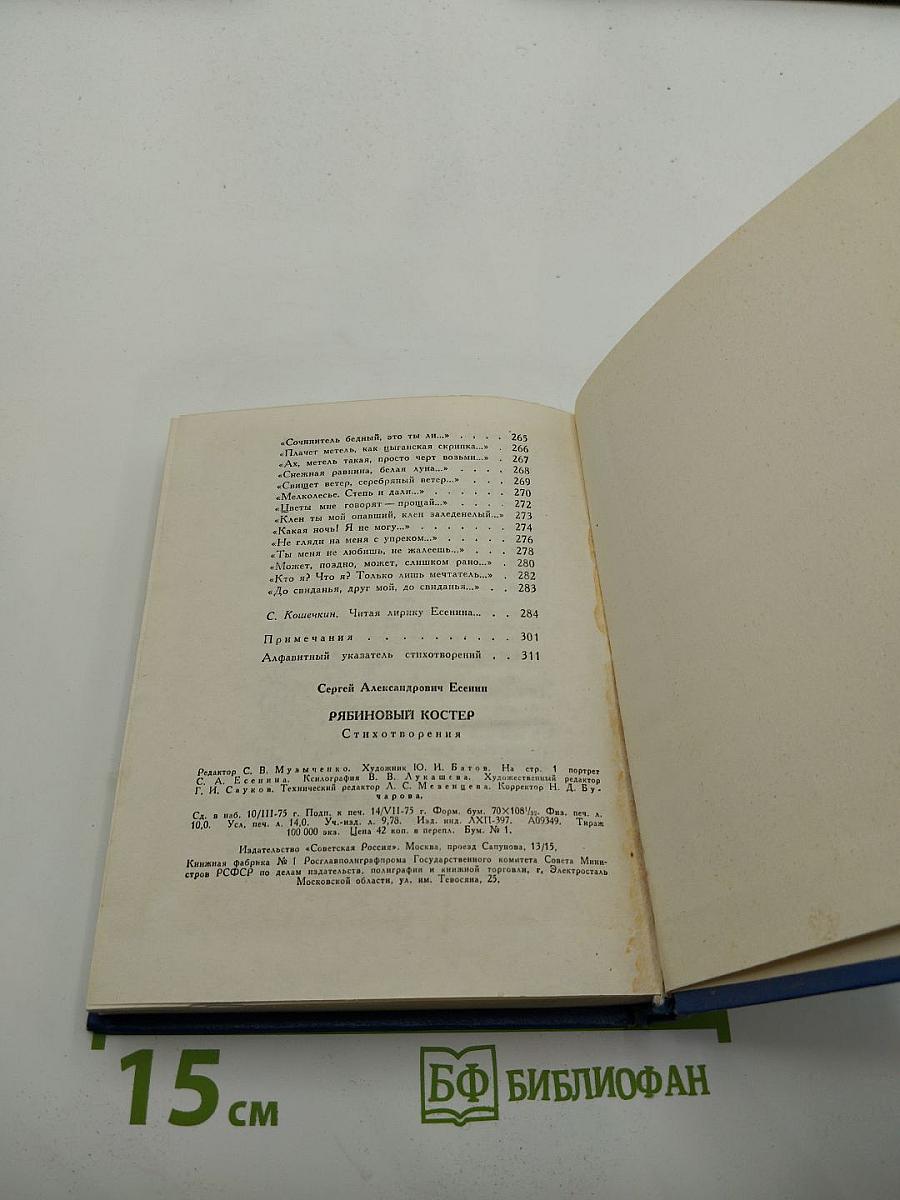 «Сочинитель бедный, это ты ли...» . . . . 265
«Плачет метель, как цыганская скрипка...» . 266
«Ах, метель такая, просто черт возьми...» . 267
«Снежная равнина, белая луна...» . . . . 268
«Свищет ветер, серебряный ветер...» . . . 269
«Мелколесье. Степь и дали...» . . . . . . 270
«Цветы мне говорят — прощай...» . . . . 272
«Клен ты мой опавший, клен заледенелый...» 273
«Какая ночь! Я не могу...» . . . . . . . 274
«Не гляди на меня с упреком...» . . . . . 276
«Ты меня не любишь, не жалеешь...» . . . 278
«Может, поздно, может, слишком рано...» . 280
«Кто я? Что я? Только лишь мечтатель...» . 282
«До свиданья, друг мой, до свиданья...» . . 283
С. Кошечкин. Читая лирику Есенина... . . 284
Примечания . . . . . . . . . . 301
Алфавитный указатель стихотворений . . 311
Сергей Александрович Есенин
РЯБИНОВЫЙ КОСТЕР
Стихотворения
Редактор С. В. Музыченко. Художник Ю. И. Батов. На стр. 1 портрет
С. А. Есенина. Ксилография В. В. Лукашева. Художественный редактор
Г. И. Сауков. Технический редактор Л. С. Мезенцева. Корректор Н. Д. Бу-
чарова.
Сд. в наб. 10/III-75 г. Подп. к печ. 14/VII-75 г. Форм. бум. 70×108¹/₃₂. Физ. печ. л.
10,0. Усл. печ. л. 14,0. Уч.-изд. л. 9,78. Изд. инд. ЛХП-397. А09349. Тираж
100 000 экз. Цена 42 коп. в перепл. Бум. № 1.
Издательство «Советская Россия». Москва, проезд Сапунова, 13/15.
Книжная фабрика № 1 Росглавполиграфпрома Государственного комитета Совета Мини-
стров РСФСР по делам издательств, полиграфии и книжной торговли, г. Электросталь
Московской области, ул. им. Тевосяна, 25.
15 см
БФ БИБЛИОФАН